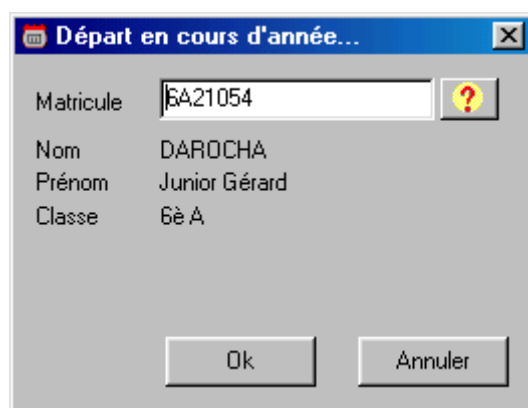 Départ en cours d'année...
Matricule 6A21054 ?
Nom DAROCHA
Prénom Junior Gérard
Classe 6è A
Ok Annuler